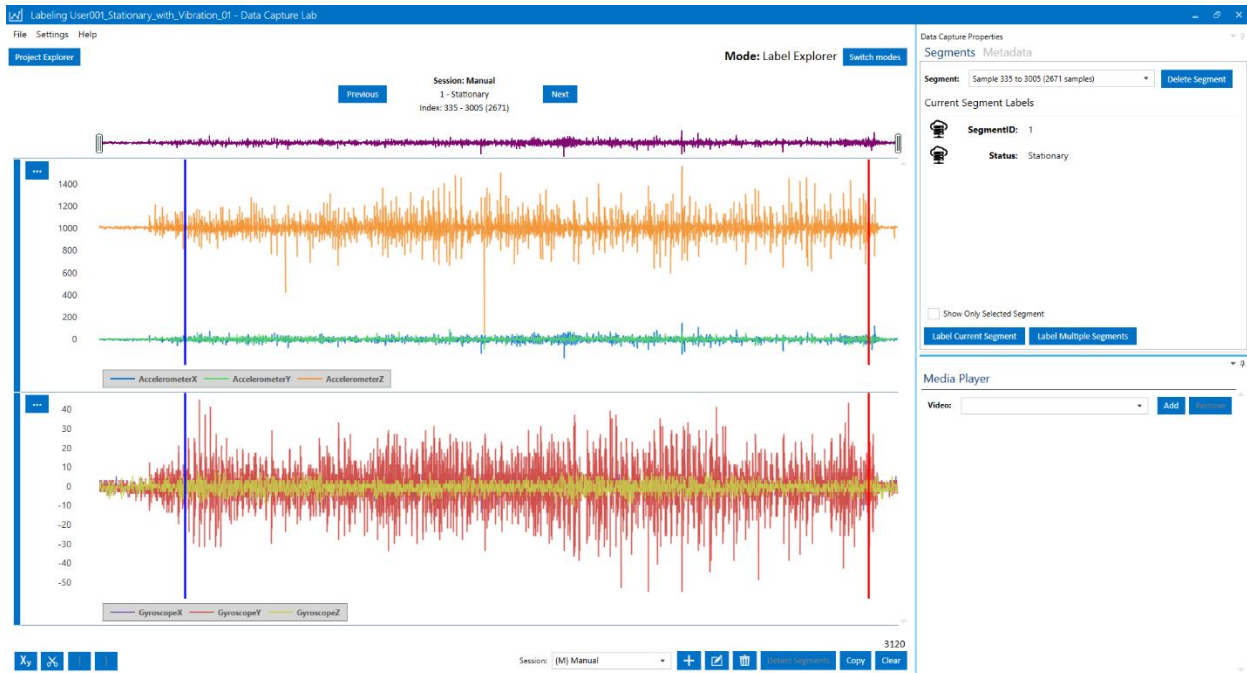 Labeling User001_Stationary_with_Vibration_01 - Data Capture Lab
File Settings Help
Project Explorer
Mode: Label Explorer Switch modes
Session: Manual
Previous 1 - Stationary Next
Index: 335 - 3005 (2671)
...
1400
1200
1000
800
600
400
200
0
AccelerometerX AccelerometerY AccelerometerZ
...
40
30
20
10
0
-10
-20
-30
-40
-50
GyroscopeX GyroscopeY GyroscopeZ
3120
Xy { } Session: (M) Manual Detect Segments Copy Clear
Data Capture Properties
Segments Metadata
Segment: Sample 335 to 3005 (2671 samples) Delete Segment
Current Segment Labels
SegmentID: 1
Status: Stationary
Show Only Selected Segment
Label Current Segment Label Multiple Segments
Media Player
Video: Add Remove